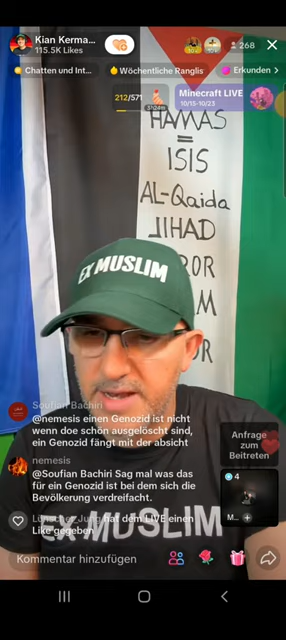 Kian Kerma...
115.5K Likes
268
Chatten und Int...
Wöchentliche Ranglis
Erkunden >
212/571
Minecraft LIVE
10/15-10/23
HAMAS
=
ISIS
AL-Qaida
JIHAD
EX MUSLIM
Soufian Bachiri
@nemesis einen Genozid ist nicht
wenn doe schön ausgelöscht sind,
ein Genozid fängt mit der absicht
Anfrage
zum
Beitreten
nemesis
@Soufian Bachiri Sag mal was das
für ein Genozid ist bei dem sich die
Bevölkerung verdreifacht.
4
M...
hat dem LIVE einen
Like gegeben
EX MUSLIM
Kommentar hinzufügen